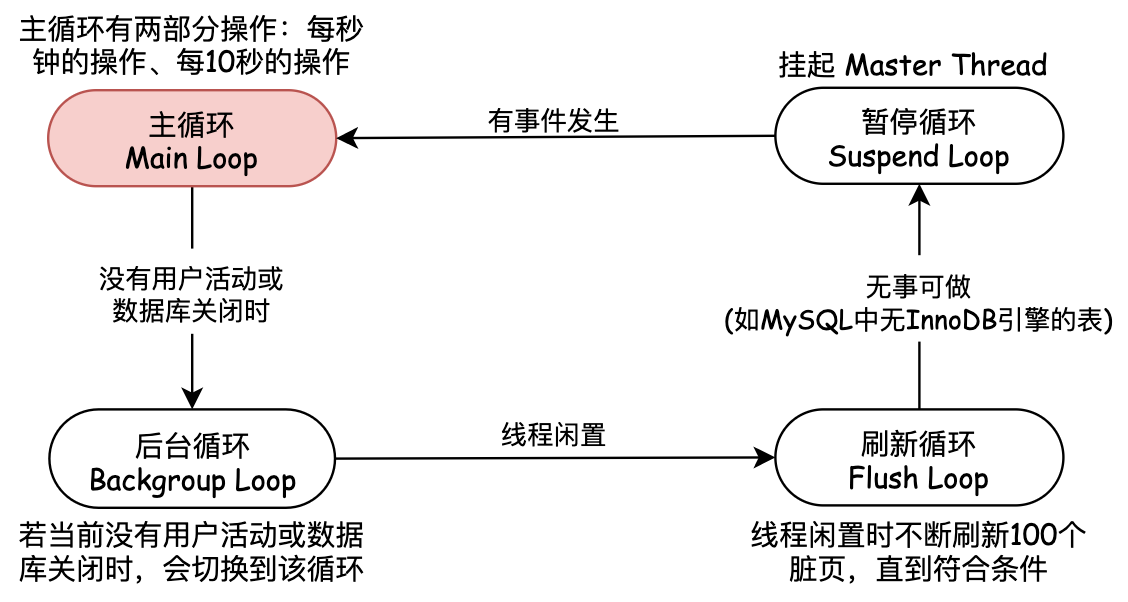 主循环有两部分操作：每秒
钟的操作、每10秒的操作
挂起 Master Thread
主循环
Main Loop
有事件发生
暂停循环
Suspend Loop
没有用户活动或
数据库关闭时
无事可做
(如MySQL中无InnoDB引擎的表)
后台循环
Backgroup Loop
线程闲置
刷新循环
Flush Loop
若当前没有用户活动或数据
库关闭时，会切换到该循环
线程闲置时不断刷新100个
脏页，直到符合条件